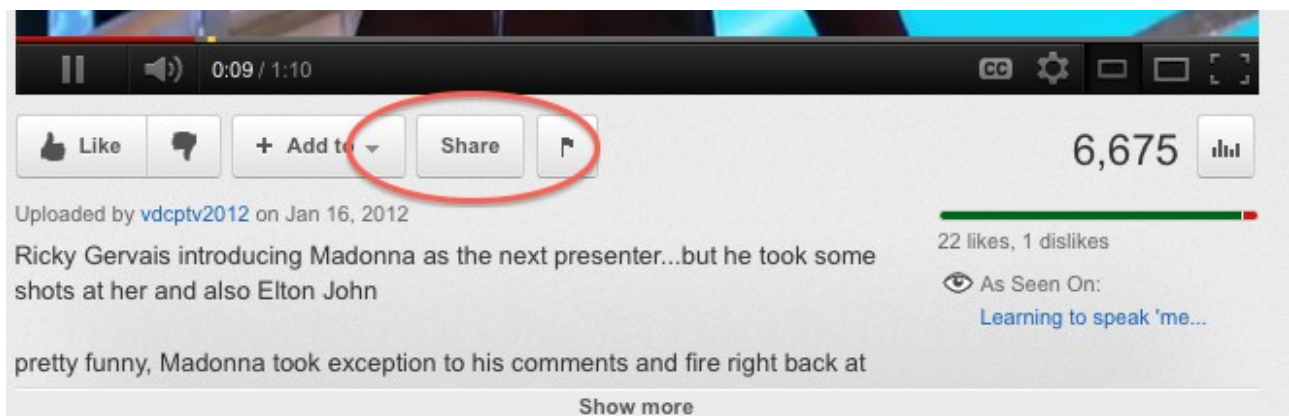 0:09 / 1:10 CC
Like + Add to Share 6,675
Uploaded by vdcptv2012 on Jan 16, 2012
22 likes, 1 dislikes
Ricky Gervais introducing Madonna as the next presenter...but he took some
shots at her and also Elton John
As Seen On:
Learning to speak 'me...
pretty funny, Madonna took exception to his comments and fire right back at
Show more